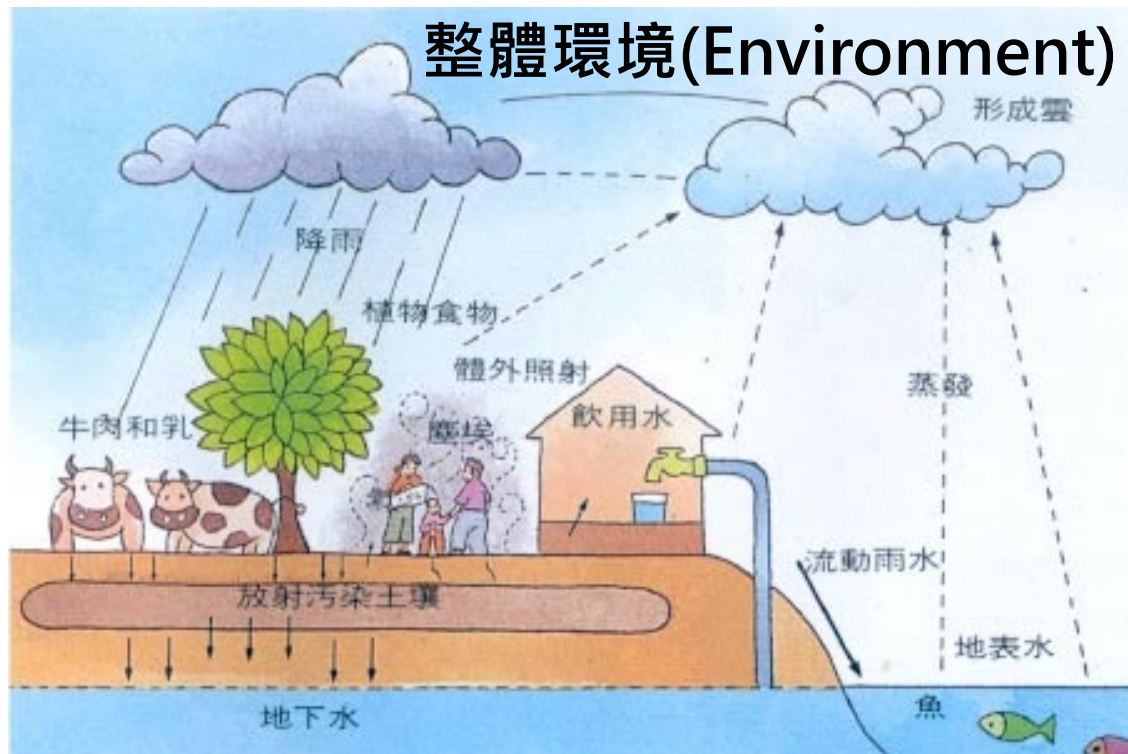 整體環境(Environment)
形成雲
降雨
植物食物
體外照射
蒸發
飲用水
牛肉和乳
塵埃
流動雨水
放射汚染土壤
地表水
魚
地下水